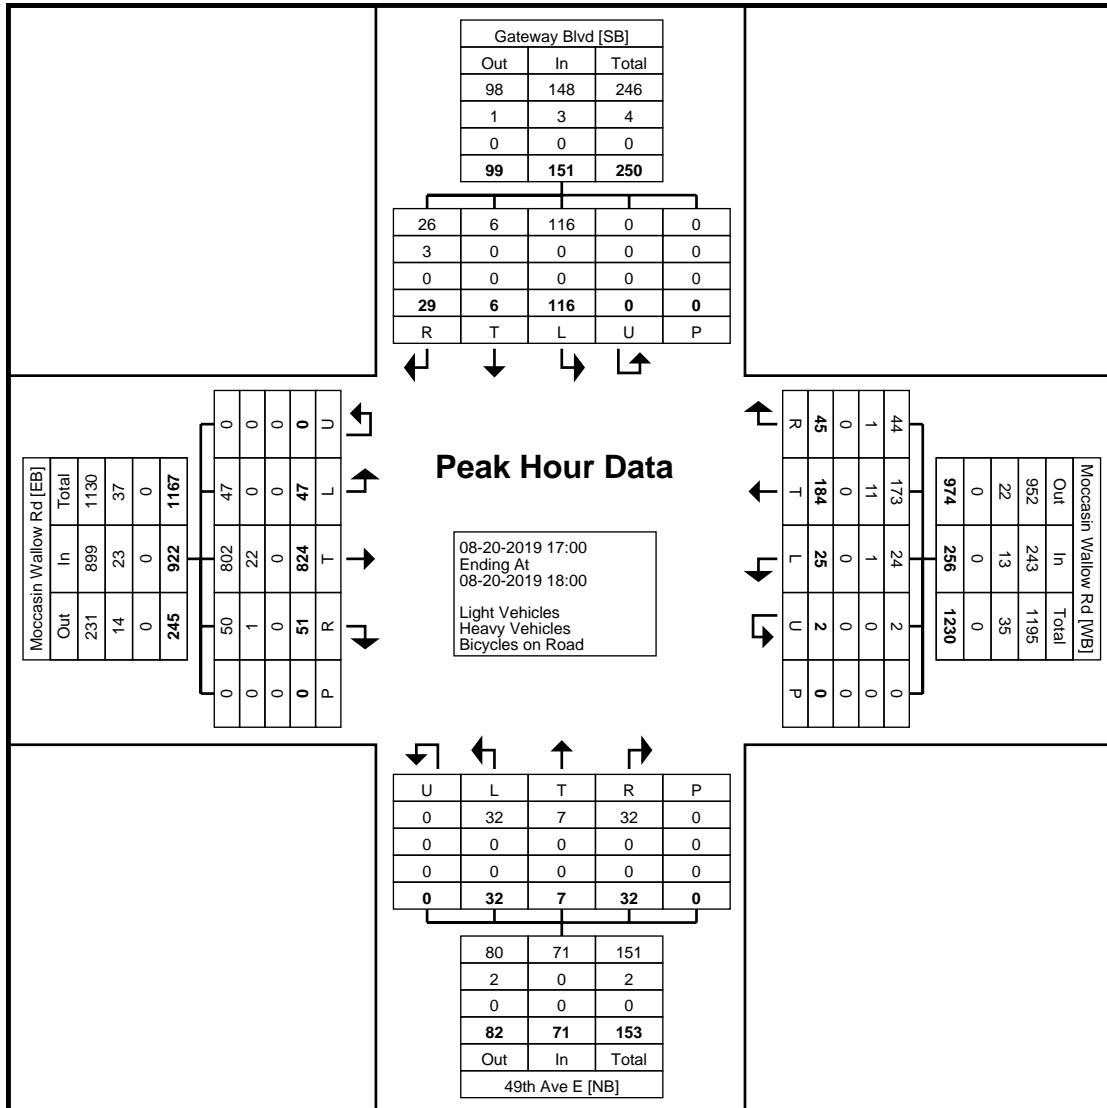 Gateway Blvd [SB]
Out In Total
98 148 246
1 3 4
0 0 0
99 151 250
26 6 116 0 0
3 0 0 0 0
0 0 0 0 0
29 6 116 0 0
R T L U P
Moccasin Wallow Rd [EB]
Total In Out
1130 899 231
37 23 14
0 0 0
1167 922 245
0 47 802 50 0
0 0 22 1 0
0 0 0 0 0
0 47 824 51 0
U L T R P
Peak Hour Data
08-20-2019 17:00
Ending At
08-20-2019 18:00
Light Vehicles
Heavy Vehicles
Bicycles on Road
Moccasin Wallow Rd [WB]
Out In Total
952 243 1195
22 13 35
0 0 0
974 256 1230
44 173 24 2 0
1 11 1 0 0
0 0 0 0 0
45 184 25 2 0
R T L U P
U L T R P
0 32 7 32 0
0 0 0 0 0
0 0 0 0 0
0 32 7 32 0
80 71 151
2 0 2
0 0 0
82 71 153
Out In Total
49th Ave E [NB]